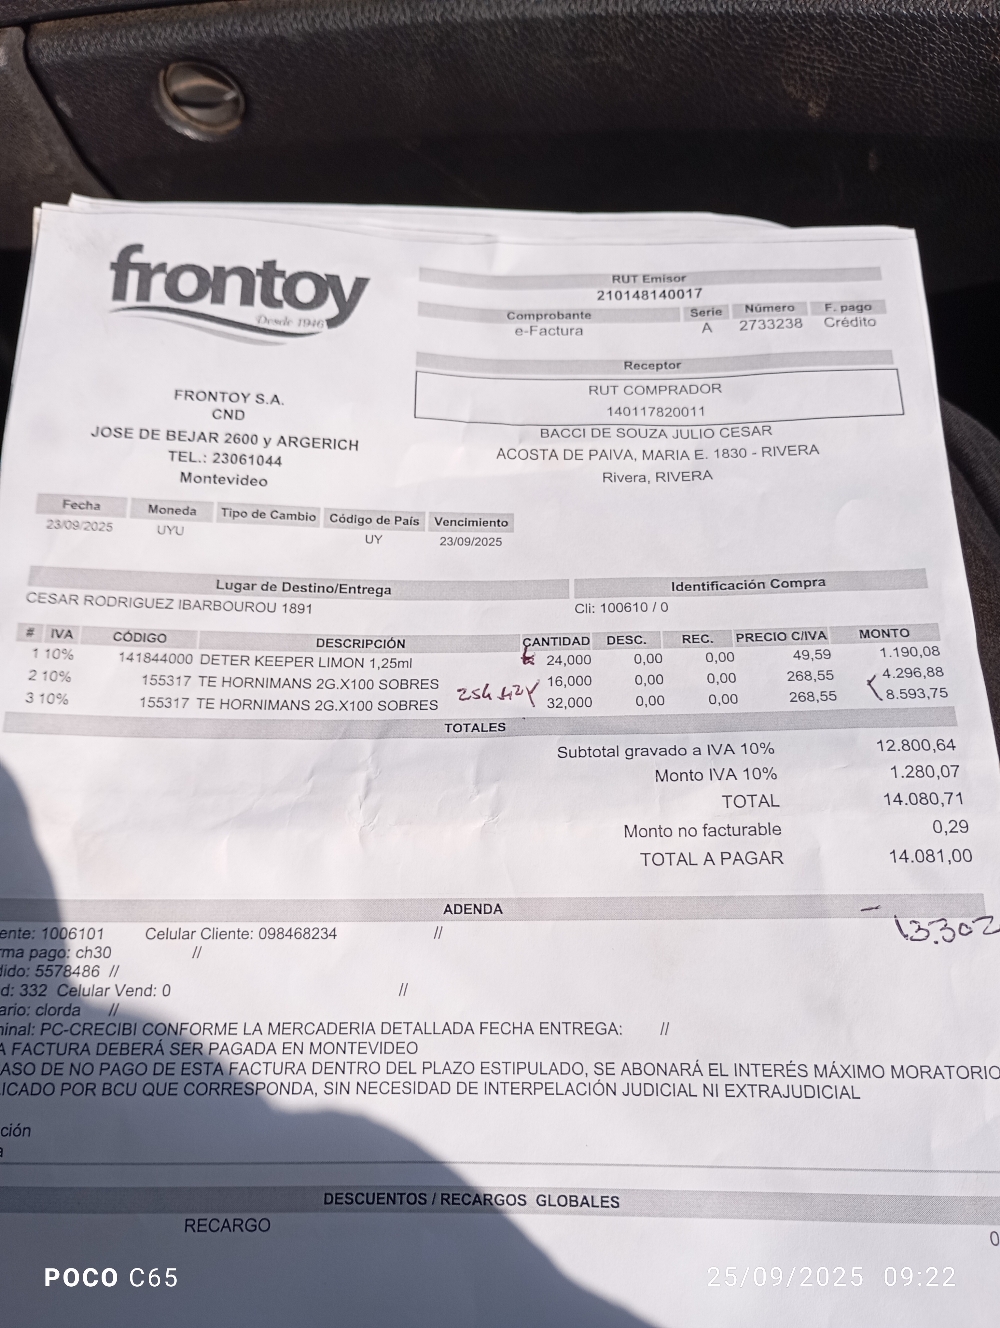 frontoy
Desde 1946
RUT Emisor
210148140017
Comprobante Serie Número F. pago
e-Factura A 2733238 Crédito
Receptor
RUT COMPRADOR
140117820011
BACCI DE SOUZA JULIO CESAR
ACOSTA DE PAIVA, MARIA E. 1830 - RIVERA
Rivera, RIVERA
FRONTOY S.A.
CND
JOSE DE BEJAR 2600 y ARGERICH
TEL.: 23061044
Montevideo
Fecha Moneda Tipo de Cambio Código de País Vencimiento
23/09/2025 UYU UY 23/09/2025
Lugar de Destino/Entrega Identificación Compra
CESAR RODRIGUEZ IBARBOUROU 1891 Cli: 100610 / 0
# IVA CÓDIGO DESCRIPCIÓN CANTIDAD DESC. REC. PRECIO C/IVA MONTO
1 10% 141844000 DETER KEEPER LIMON 1,25ml 24,000 0,00 0,00 49,59 1.190,08
2 10% 155317 TE HORNIMANS 2G.X100 SOBRES 16,000 0,00 0,00 268,55 4.296,88
3 10% 155317 TE HORNIMANS 2G.X100 SOBRES 32,000 0,00 0,00 268,55 8.593,75
TOTALES
Subtotal gravado a IVA 10% 12.800,64
Monto IVA 10% 1.280,07
TOTAL 14.080,71
Monto no facturable 0,29
TOTAL A PAGAR 14.081,00
ADENDA
13.302
ente: 1006101 Celular Cliente: 098468234 //
rma pago: ch30 //
dido: 5578486 //
d: 332 Celular Vend: 0 //
ario: clorda //
ninal: PC-CRECIBI CONFORME LA MERCADERIA DETALLADA FECHA ENTREGA: //
A FACTURA DEBERÁ SER PAGADA EN MONTEVIDEO
ASO DE NO PAGO DE ESTA FACTURA DENTRO DEL PLAZO ESTIPULADO, SE ABONARÁ EL INTERÉS MÁXIMO MORATORIO
ICADO POR BCU QUE CORRESPONDA, SIN NECESIDAD DE INTERPELACIÓN JUDICIAL NI EXTRAJUDICIAL
ción
a
DESCUENTOS / RECARGOS GLOBALES
RECARGO 0
POCO C65 25/09/2025 09:22